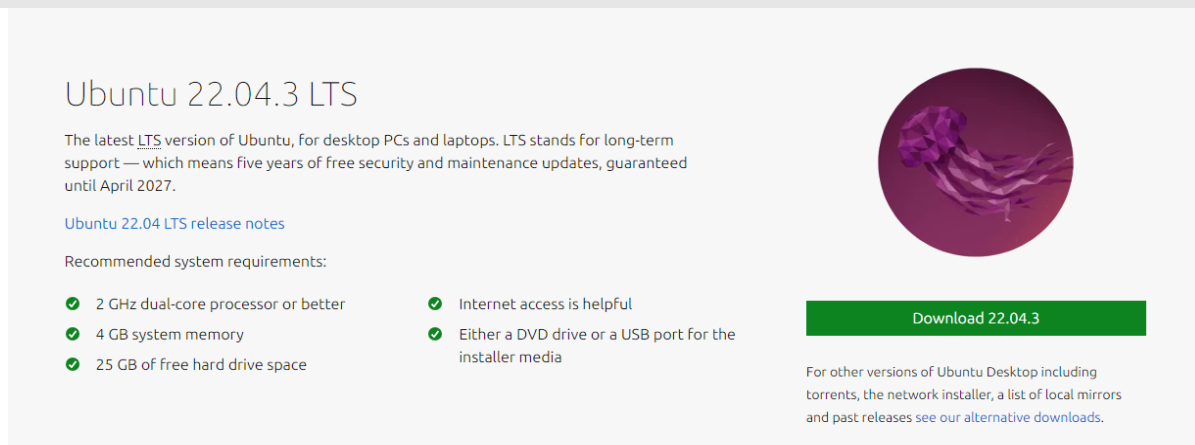 Ubuntu 22.04.3 LTS
The latest LTS version of Ubuntu, for desktop PCs and laptops. LTS stands for long-term
support — which means five years of free security and maintenance updates, guaranteed
until April 2027.
Ubuntu 22.04 LTS release notes
Recommended system requirements:
2 GHz dual-core processor or better
4 GB system memory
25 GB of free hard drive space
Internet access is helpful
Either a DVD drive or a USB port for the
installer media
Download 22.04.3
For other versions of Ubuntu Desktop including
torrents, the network installer, a list of local mirrors
and past releases see our alternative downloads.